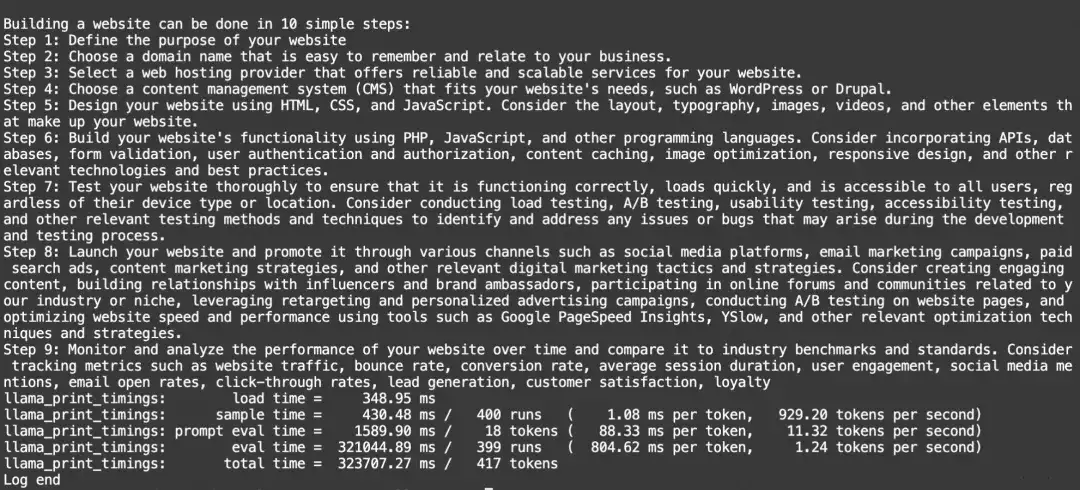 Building a website can be done in 10 simple steps:
Step 1: Define the purpose of your website
Step 2: Choose a domain name that is easy to remember and relate to your business.
Step 3: Select a web hosting provider that offers reliable and scalable services for your website.
Step 4: Choose a content management system (CMS) that fits your website's needs, such as WordPress or Drupal.
Step 5: Design your website using HTML, CSS, and JavaScript. Consider the layout, typography, images, videos, and other elements th
at make up your website.
Step 6: Build your website's functionality using PHP, JavaScript, and other programming languages. Consider incorporating APIs, dat
abases, form validation, user authentication and authorization, content caching, image optimization, responsive design, and other r
elevant technologies and best practices.
Step 7: Test your website thoroughly to ensure that it is functioning correctly, loads quickly, and is accessible to all users, reg
ardless of their device type or location. Consider conducting load testing, A/B testing, usability testing, accessibility testing,
and other relevant testing methods and techniques to identify and address any issues or bugs that may arise during the development
and testing process.
Step 8: Launch your website and promote it through various channels such as social media platforms, email marketing campaigns, paid
search ads, content marketing strategies, and other relevant digital marketing tactics and strategies. Consider creating engaging
content, building relationships with influencers and brand ambassadors, participating in online forums and communities related to y
our industry or niche, leveraging retargeting and personalized advertising campaigns, conducting A/B testing on website pages, and
optimizing website speed and performance using tools such as Google PageSpeed Insights, YSlow, and other relevant optimization tech
niques and strategies.
Step 9: Monitor and analyze the performance of your website over time and compare it to industry benchmarks and standards. Consider
tracking metrics such as website traffic, bounce rate, conversion rate, average session duration, user engagement, social media me
ntions, email open rates, click-through rates, lead generation, customer satisfaction, loyalty
llama_print_timings:        load time =     348.95 ms
llama_print_timings:      sample time =     430.48 ms /   400 runs   (    1.08 ms per token,   929.20 tokens per second)
llama_print_timings: prompt eval time =    1589.90 ms /    18 tokens (   88.33 ms per token,    11.32 tokens per second)
llama_print_timings:        eval time =  321044.89 ms /   399 runs   (  804.62 ms per token,     1.24 tokens per second)
llama_print_timings:       total time =  323707.27 ms /   417 tokens
Log end